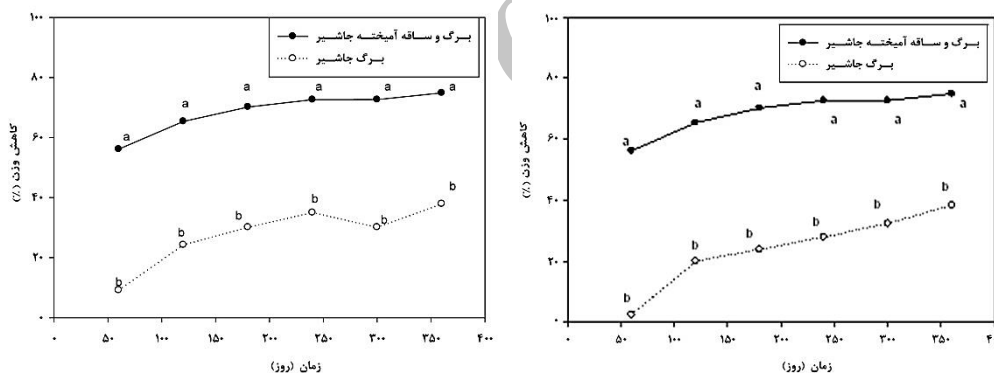 ۱۰۰
۸۰
۶۰
۴۰
۲۰
۰
کاهش وزن (٪)
برگ و ساقه آمیخته جاشیر
برگ جاشیر
a
a
a
a
a
a
b
b
b
b
b
b
۰ ۵۰ ۱۰۰ ۱۵۰ ۲۰۰ ۲۵۰ ۳۰۰ ۳۵۰ ۴۰۰
زمان (روز)
۱۰۰
۸۰
۶۰
۴۰
۲۰
۰
کاهش وزن (٪)
برگ و ساقه آمیخته جاشیر
برگ جاشیر
a
a
a
a
a
a
b
b
b
b
b
b
۰ ۵۰ ۱۰۰ ۱۵۰ ۲۰۰ ۲۵۰ ۳۰۰ ۳۵۰
زمان (روز)